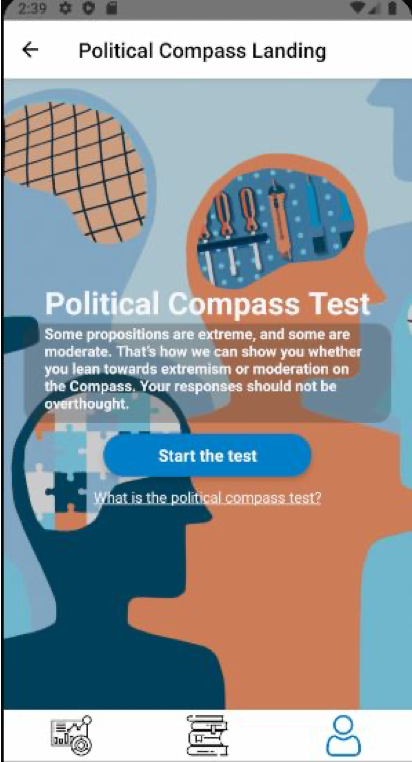 2:39
Political Compass Landing
Political Compass Test
Some propositions are extreme, and some are
moderate. That's how we can show you whether
you lean towards extremism or moderation on
the Compass. Your responses should not be
overthought.
Start the test
What is the political compass test?